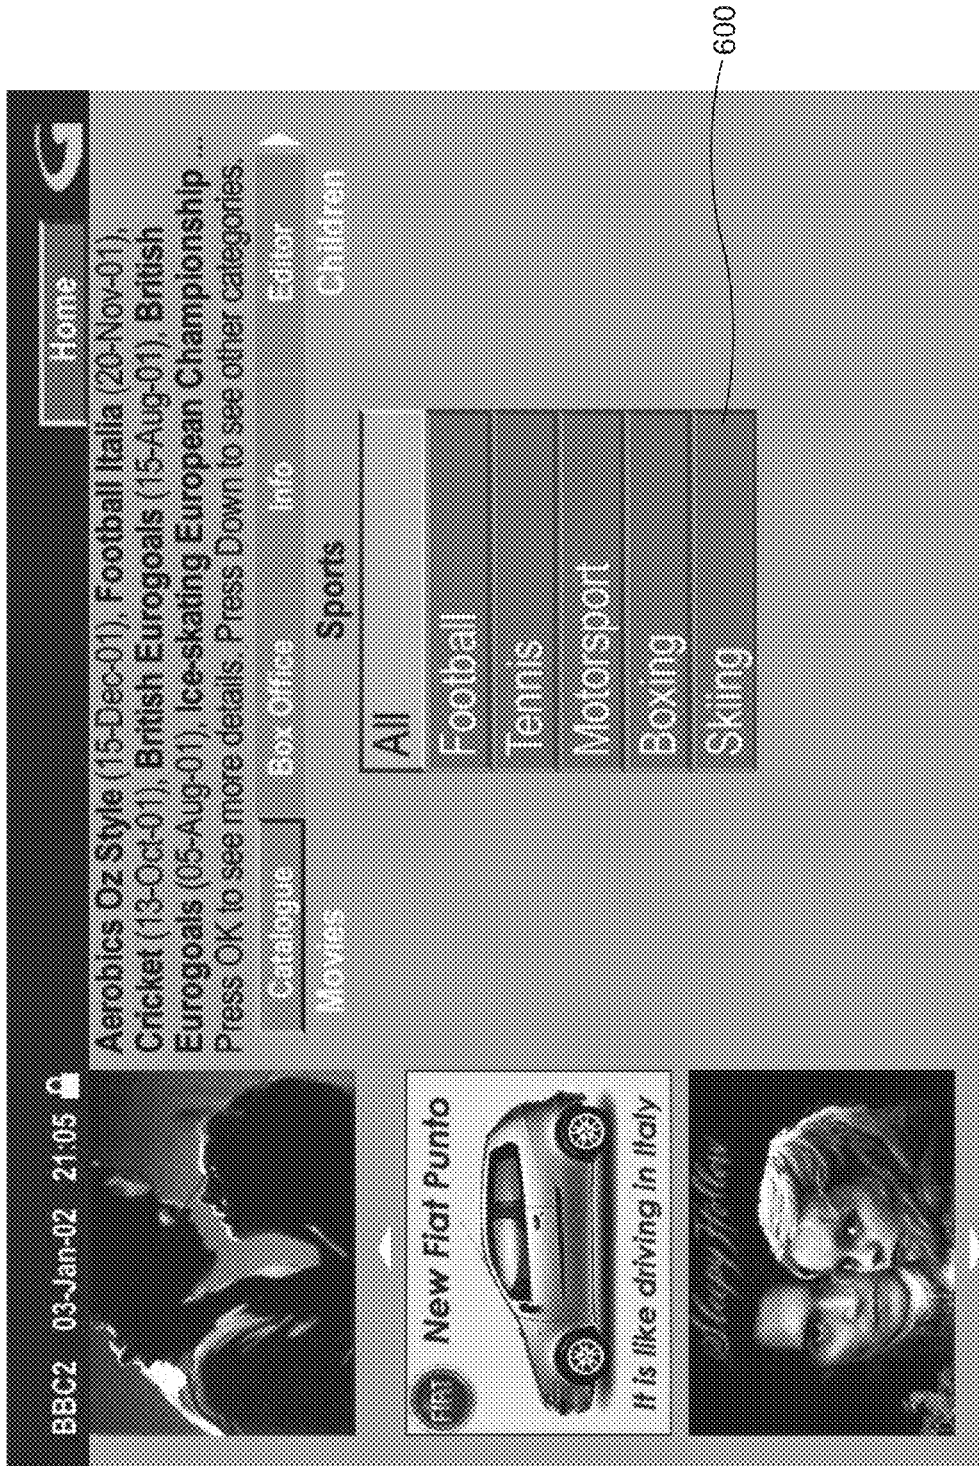 BBC2 03-Jan-02 21:05
Home
Aerobics Oz Style (15-Dec-01), Football Italia (20-Nov-01),
Cricket (13-Oct-01), British Eurogoals (15-Aug-01), British
Eurogoals (05-Aug-01), Ice-skating European Championship ...
Press OK to see more details. Press Down to see other categories.
Catalogue Box Office Info Editor
Movies Sports Children
All
Football
Tennis
Motorsport
Boxing
Skiing
FIAT New Fiat Punto
It is like driving in Italy
600